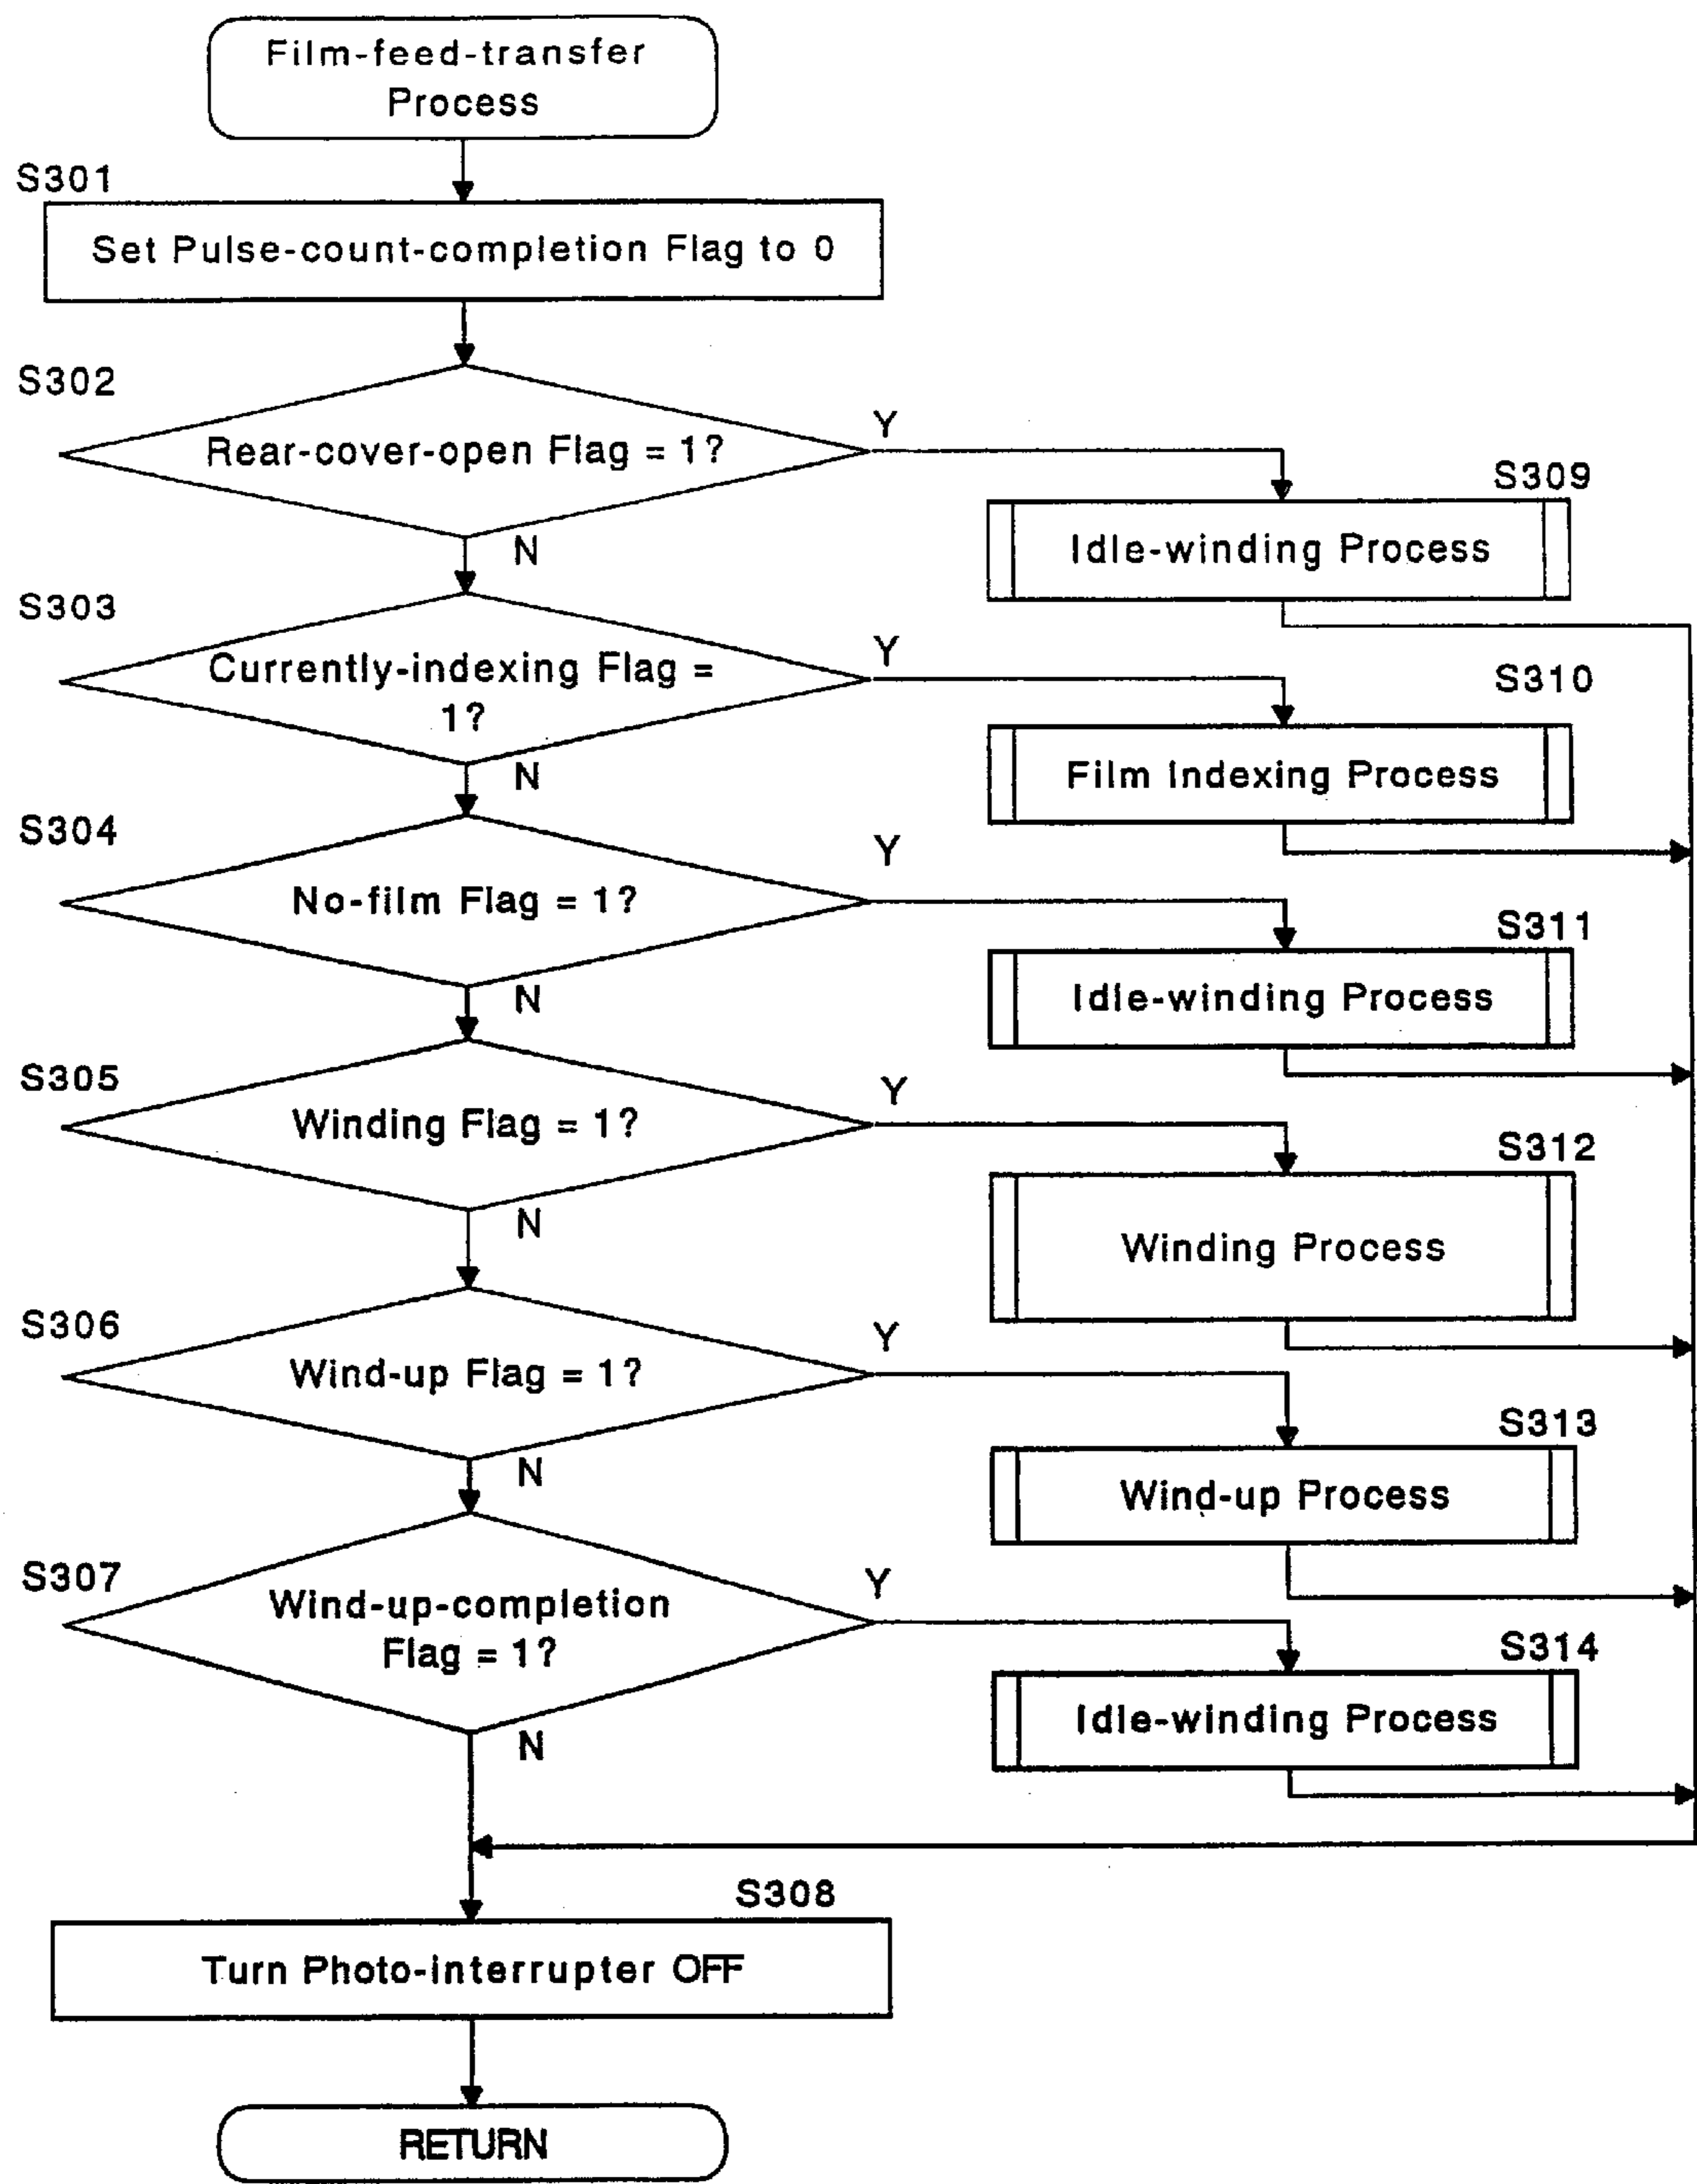 Film-feed-transfer
Process
S301
Set Pulse-count-completion Flag to 0
S302
Rear-cover-open Flag = 1?
Y
N
S309
Idle-winding Process
S303
Currently-indexing Flag =
1?
Y
N
S310
Film Indexing Process
S304
No-film Flag = 1?
Y
N
S311
Idle-winding Process
S305
Winding Flag = 1?
Y
N
S312
Winding Process
S306
Wind-up Flag = 1?
Y
N
S313
Wind-up Process
S307
Wind-up-completion
Flag = 1?
Y
N
S314
Idle-winding Process
S308
Turn Photo-interrupter OFF
RETURN